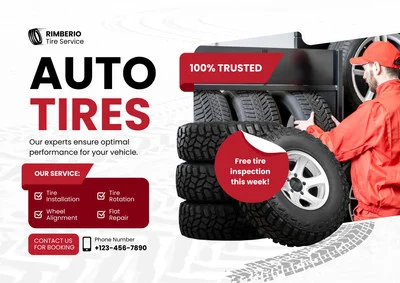 RIMBERIO
Tire Service
AUTO
TIRES
Our experts ensure optimal
performance for your vehicle.
100% TRUSTED
Free tire
inspection
this week!
OUR SERVICE:
Tire
Installation
Tire
Rotation
Wheel
Alignment
Flat
Repair
CONTACT US
FOR BOOKING
Phone Number
+123-456-7890